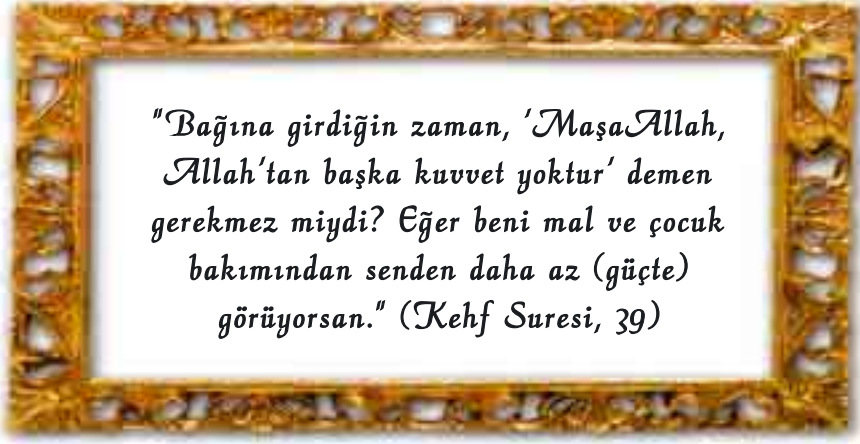 "Bağına girdiğin zaman, 'MaşaAllah,
Allah'tan başka kuvvet yoktur' demen
gerekmez miydi? Eğer beni mal ve çocuk
bakımından senden daha az (güçte)
görüyorsan." (Kehf Suresi, 39)